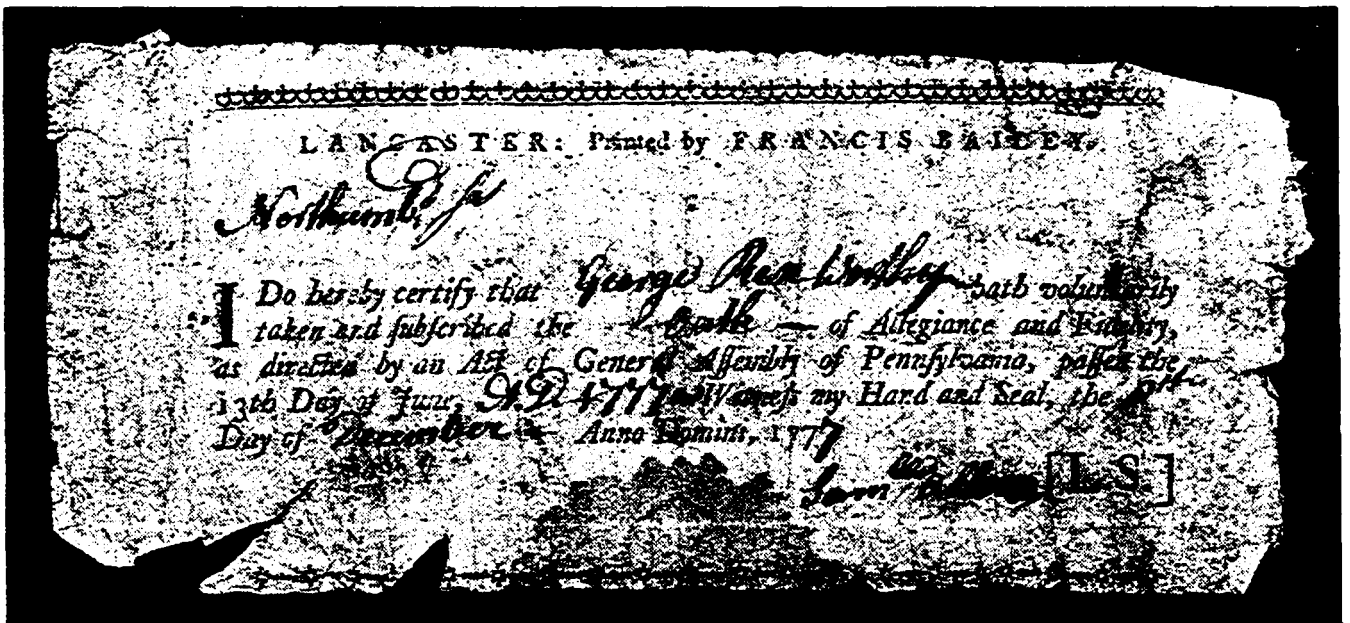 LANCASTER: Printed by FRANCIS BAILEY.
Northumb.d ss
I Do hereby certify that George hath voluntarily
taken and subscribed the — Oath — of Allegiance and Fidelity,
as directed by an Act of General Assembly of Pennsylvania, passed the
13th Day of June, A.D. 1777. Witness my Hand and Seal, the
Day of December — Anno Domini, 1777
Sam [L.S.]